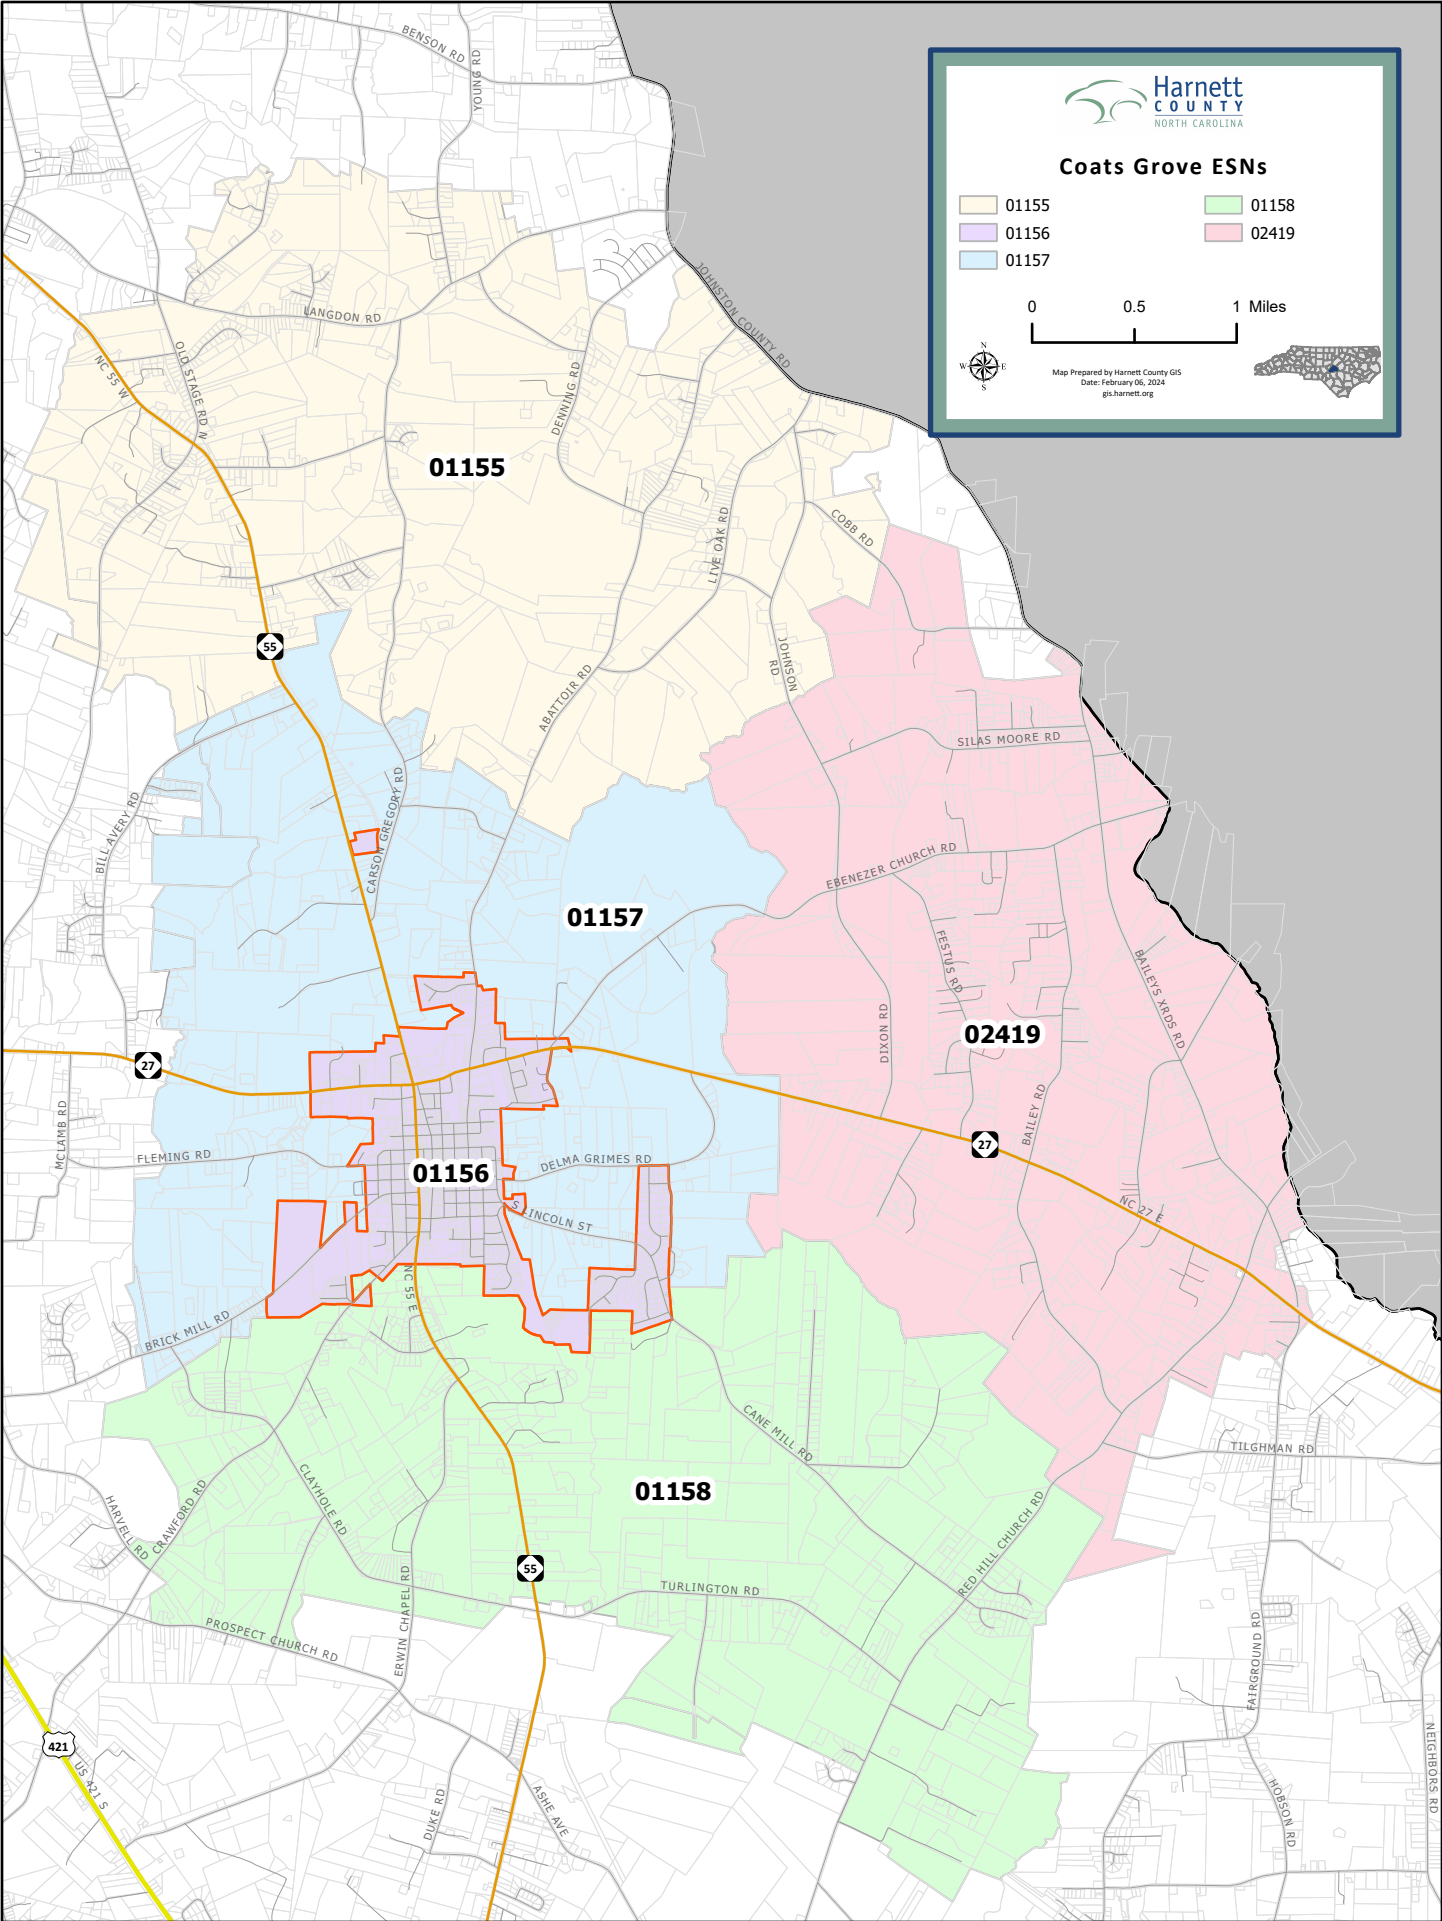 BENSON RD
YOUNG RD
Harnett
COUNTY
NORTH CAROLINA
Coats Grove ESNs
01155
01158
01156
02419
01157
0
0.5
1 Miles
N
W
E
S
Map Prepared by Harnett County GIS
Date: February 06, 2024
gis.harnett.org
JOHNSTON COUNTY RD
LANGDON RD
NC 55 W
OLD STAGE RD N
DENNING RD
01155
LIVE OAK RD
COBB RD
55
JOHNSON
RD
ABATTOIR RD
SILAS MOORE RD
BILL AVERY RD
CARSON GREGORY RD
EBENEZER CHURCH RD
01157
FESTUS RD
BAILEYS XRDS RD
DIXON RD
02419
27
MCLAMB RD
BAILEY RD
27
FLEMING RD
01156
DELMA GRIMES RD
S LINCOLN ST
NC 27 E
NC 55 E
BRICK MILL RD
CANE MILL RD
TILGHMAN RD
CLAYHOLE RD
01158
HARVELL RD
CRAWFORD RD
RED HILL CHURCH RD
55
TURLINGTON RD
ERWIN CHAPEL RD
PROSPECT CHURCH RD
FAIRGROUND RD
421
US 421 S
NEIGHBORS RD
DUKE RD
ASHE AVE
HOBSON RD